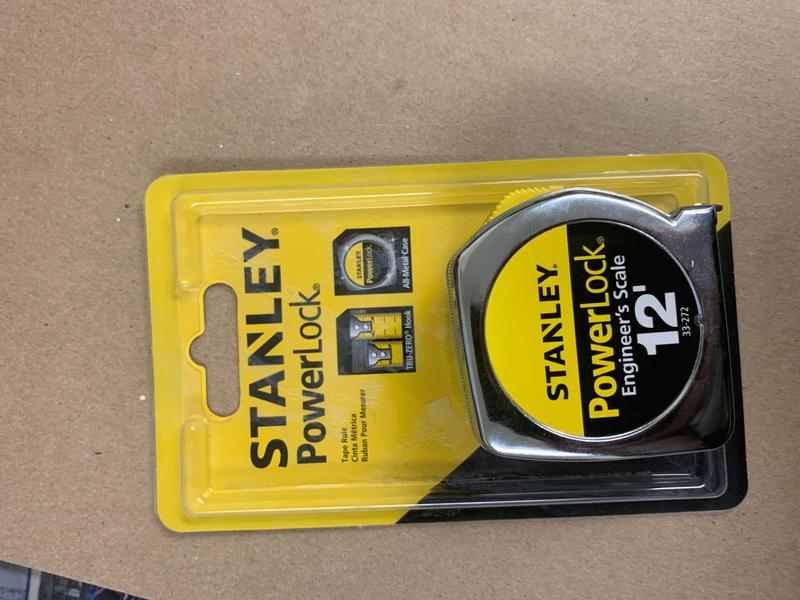 STANLEY®
PowerLock®
STANLEY
PowerLock
All-Metal Case
TRU-ZERO® Hook
Tape Rule
Cinta Métrica
Ruban Pour Mesurer
STANLEY®
PowerLock®
Engineer's Scale
12'
33-272